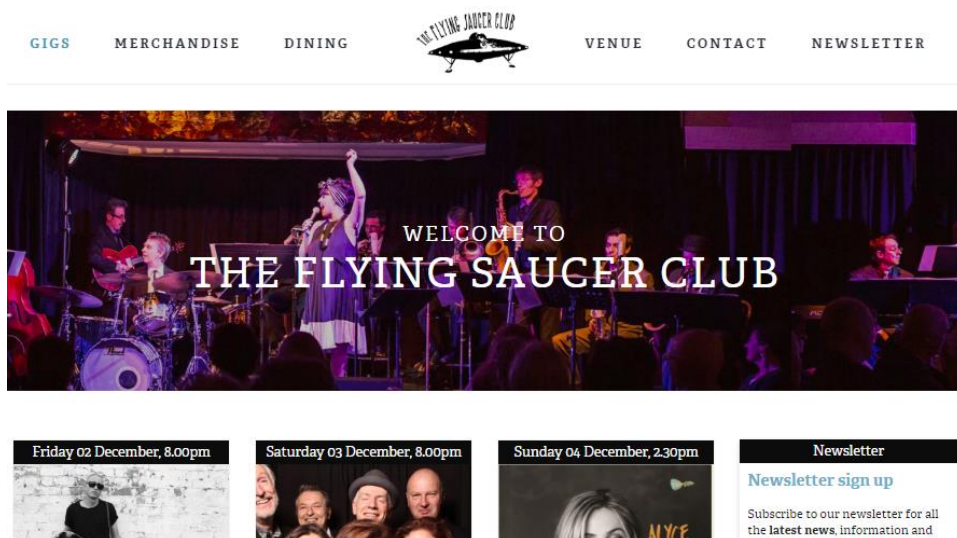 GIGS
MERCHANDISE
DINING
THE FLYING SAUCER CLUB
VENUE
CONTACT
NEWSLETTER
WELCOME TO
THE FLYING SAUCER CLUB
Friday 02 December, 8.00pm
Saturday 03 December, 8.00pm
Sunday 04 December, 2.30pm
Newsletter
Newsletter sign up
Subscribe to our newsletter for all
the latest news, information and